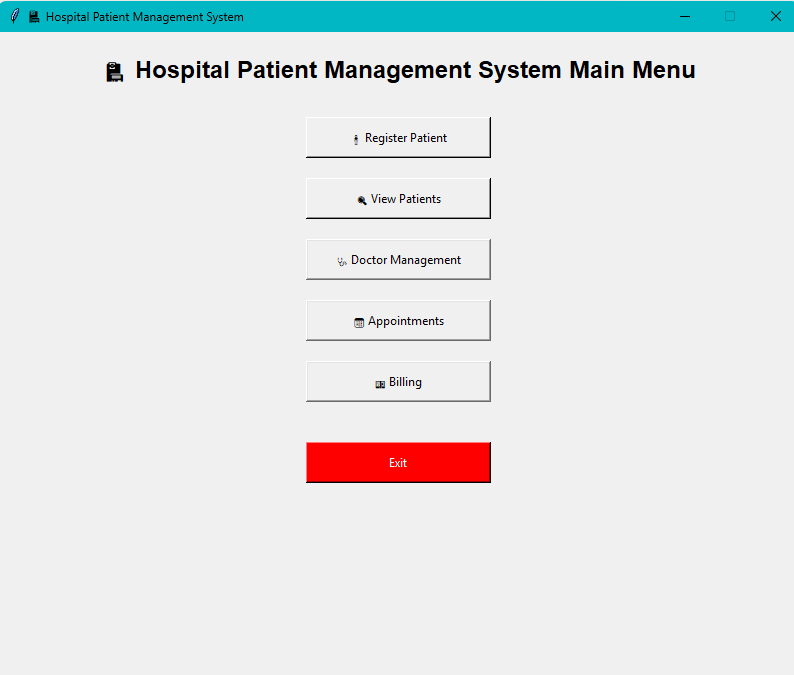 Hospital Patient Management System
Hospital Patient Management System Main Menu
Register Patient
View Patients
Doctor Management
Appointments
Billing
Exit